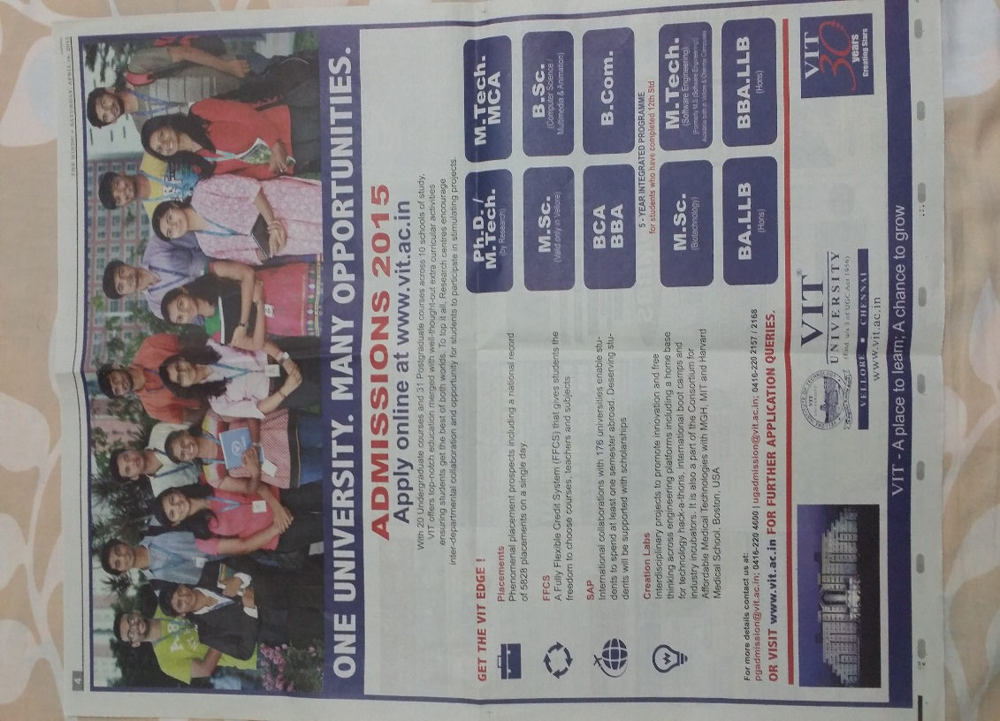 4
THE HINDU • SATURDAY, APRIL
ONE UNIVERSITY. MANY OPPORTUNITIES.
ADMISSIONS 2015
Apply online at www.vit.ac.in
With 20 Undergraduate courses and 31 Postgraduate courses across 10 schools of study,
VIT offers top-notch education merged with well-thought-out extra curricular activities
ensuring students get the best of both worlds. To top it all, Research centres encourage
inter-departmental collaboration and opportunity for students to participate in stimulating projects.
GET THE VIT EDGE !
Placements
Phenomenal placement prospects including a national record
of 5828 placements on a single day.
FFCS
A Fully Flexible Credit System (FFCS) that gives students the
freedom to choose courses, teachers and subjects
SAP
International collaborations with 176 universities enable stu-
dents to spend at least one semester abroad. Deserving stu-
dents will be supported with scholarships
Creation Labs
Interdisciplinary projects to promote innovation and free
thinking across engineering platforms including a home base
for technology hack-a-thons, international boot camps and
industry incubators. It is also a part of the Consortium for
Affordable Medical Technologies with MGH, MIT and Harvard
Medical School, Boston, USA
Ph.D. /
M.Tech.
(by Research)
M.Tech.
MCA
M.Sc.
(Valid only in Vellore)
B.Sc.
(Computer Science /
Multimedia & Animation)
BCA
BBA
B.Com.
5 - YEAR INTEGRATED PROGRAMME
for students who have completed 12th Std
M.Sc.
(Biotechnology)
M.Tech.
(Software Engineering)
(Formerly M.S (Software Engineering))
Available both in Vellore & Chennai Campuses
BA.LLB
(Hons)
BBA.LLB
(Hons)
For more details contact us at:
pgadmission@vit.ac.in; 0416-220 4600 | ugadmission@vit.ac.in; 0416-220 2157 / 2168
OR VISIT www.vit.ac.in FOR FURTHER APPLICATION QUERIES.
VIT®
UNIVERSITY
(Estd. u/s 3 of UGC Act 1956)
VELLORE • CHENNAI
www.vit.ac.in
VIT
30
years
Creating Stars
VIT - A place to learn; A chance to grow